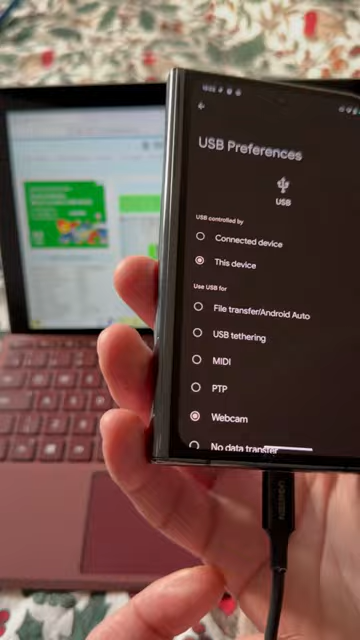 USB Preferences
USB
USB controlled by
Connected device
This device
Use USB for
File transfer/Android Auto
USB tethering
MIDI
PTP
Webcam
No data transfer
UGREEN